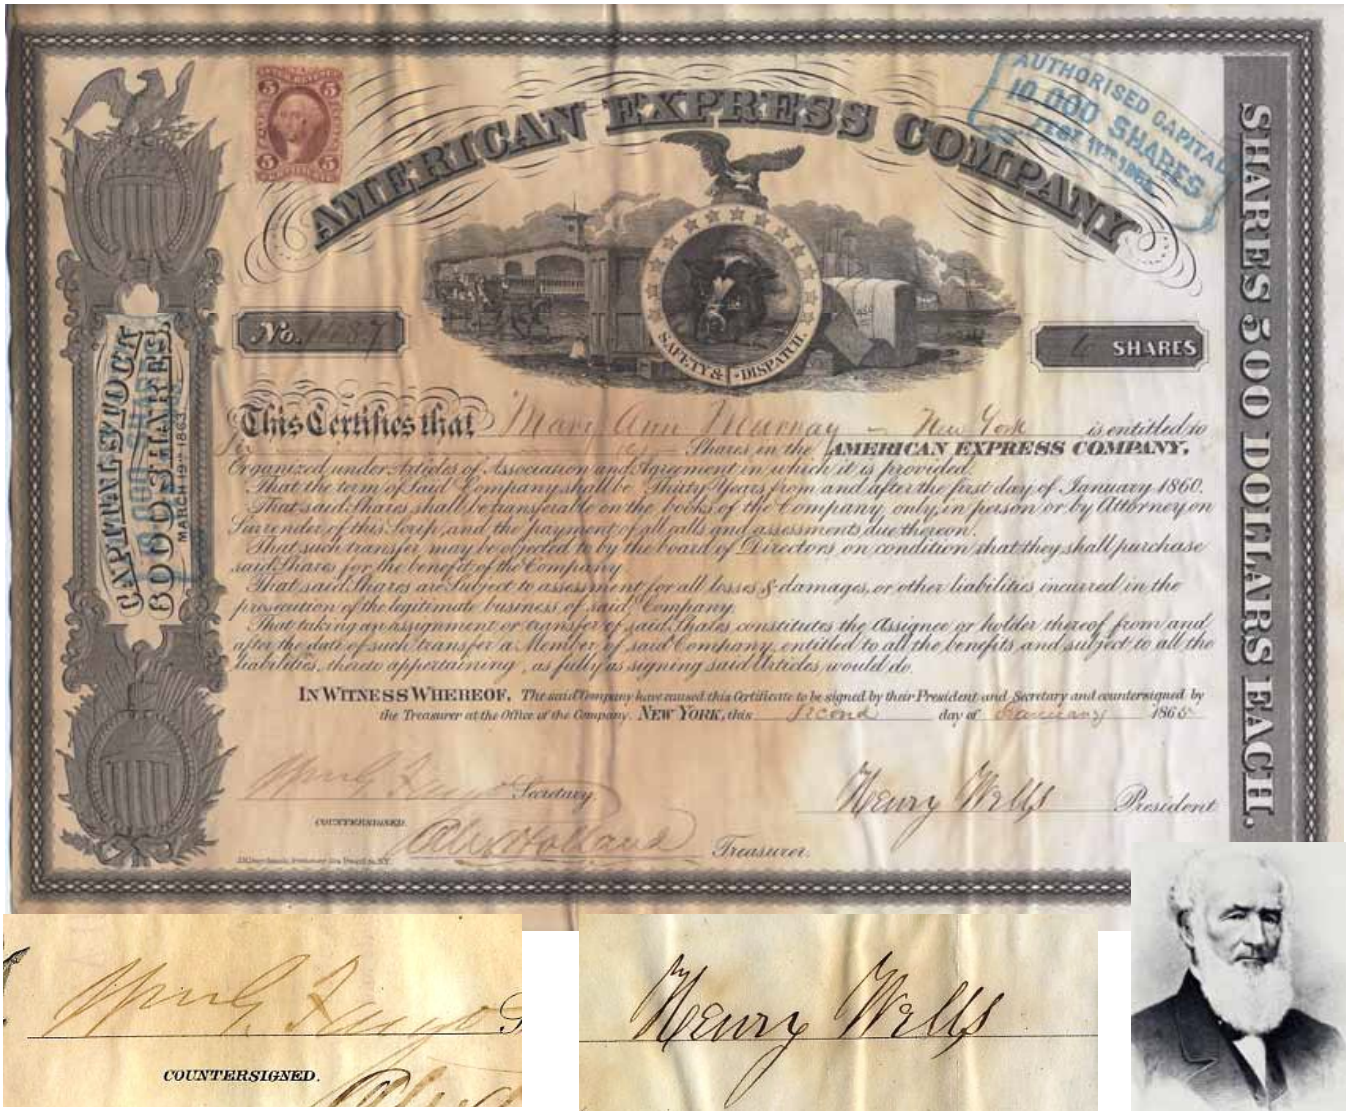 AMERICAN EXPRESS COMPANY
5 5
5 5
AUTHORISED CAPITAL
10,000 SHARES
SAFETY & DISPATCH.
No.
6 SHARES
CAPITAL STOCK
8000 SHARES
MARCH 19th 1863.
SHARES 500 DOLLARS EACH.
This Certifies that Mary Ann Murray - New York is entitled to
Six 6 Shares in the AMERICAN EXPRESS COMPANY,
Organized under Articles of Association and Agreement in which it is provided.
That the term of Said Company shall be Thirty Years from and after the first day of January 1860.
That said Shares shall be transferable on the books of the Company only, in person or by Attorney on
Surrender of this Scrip, and the payment of all calls and assessments due thereon.
That such transfer may be objected to by the board of Directors on condition that they shall purchase
said Shares for the benefit of the Company.
That said Shares are Subject to assessment for all losses & damages, or other liabilities incurred in the
prosecution of the legitimate business of said Company.
That taking an assignment or transfer of said Shares constitutes the Assignee or holder thereof from and
after the date of such transfer a Member of said Company, entitled to all the benefits and subject to all the
liabilities, thereto appertaining, as fully as signing said Articles, would do.
IN WITNESS WHEREOF, The said Company have caused this Certificate to be signed by their President and Secretary and countersigned by
the Treasurer at the Office of the Company. NEW YORK, this Second day of January 1865
Wm G Fargo Secretary.
Henry Wells President
COUNTERSIGNED.
Alex Holland Treasurer.
Wm G Fargo
COUNTERSIGNED.
Henry Wells